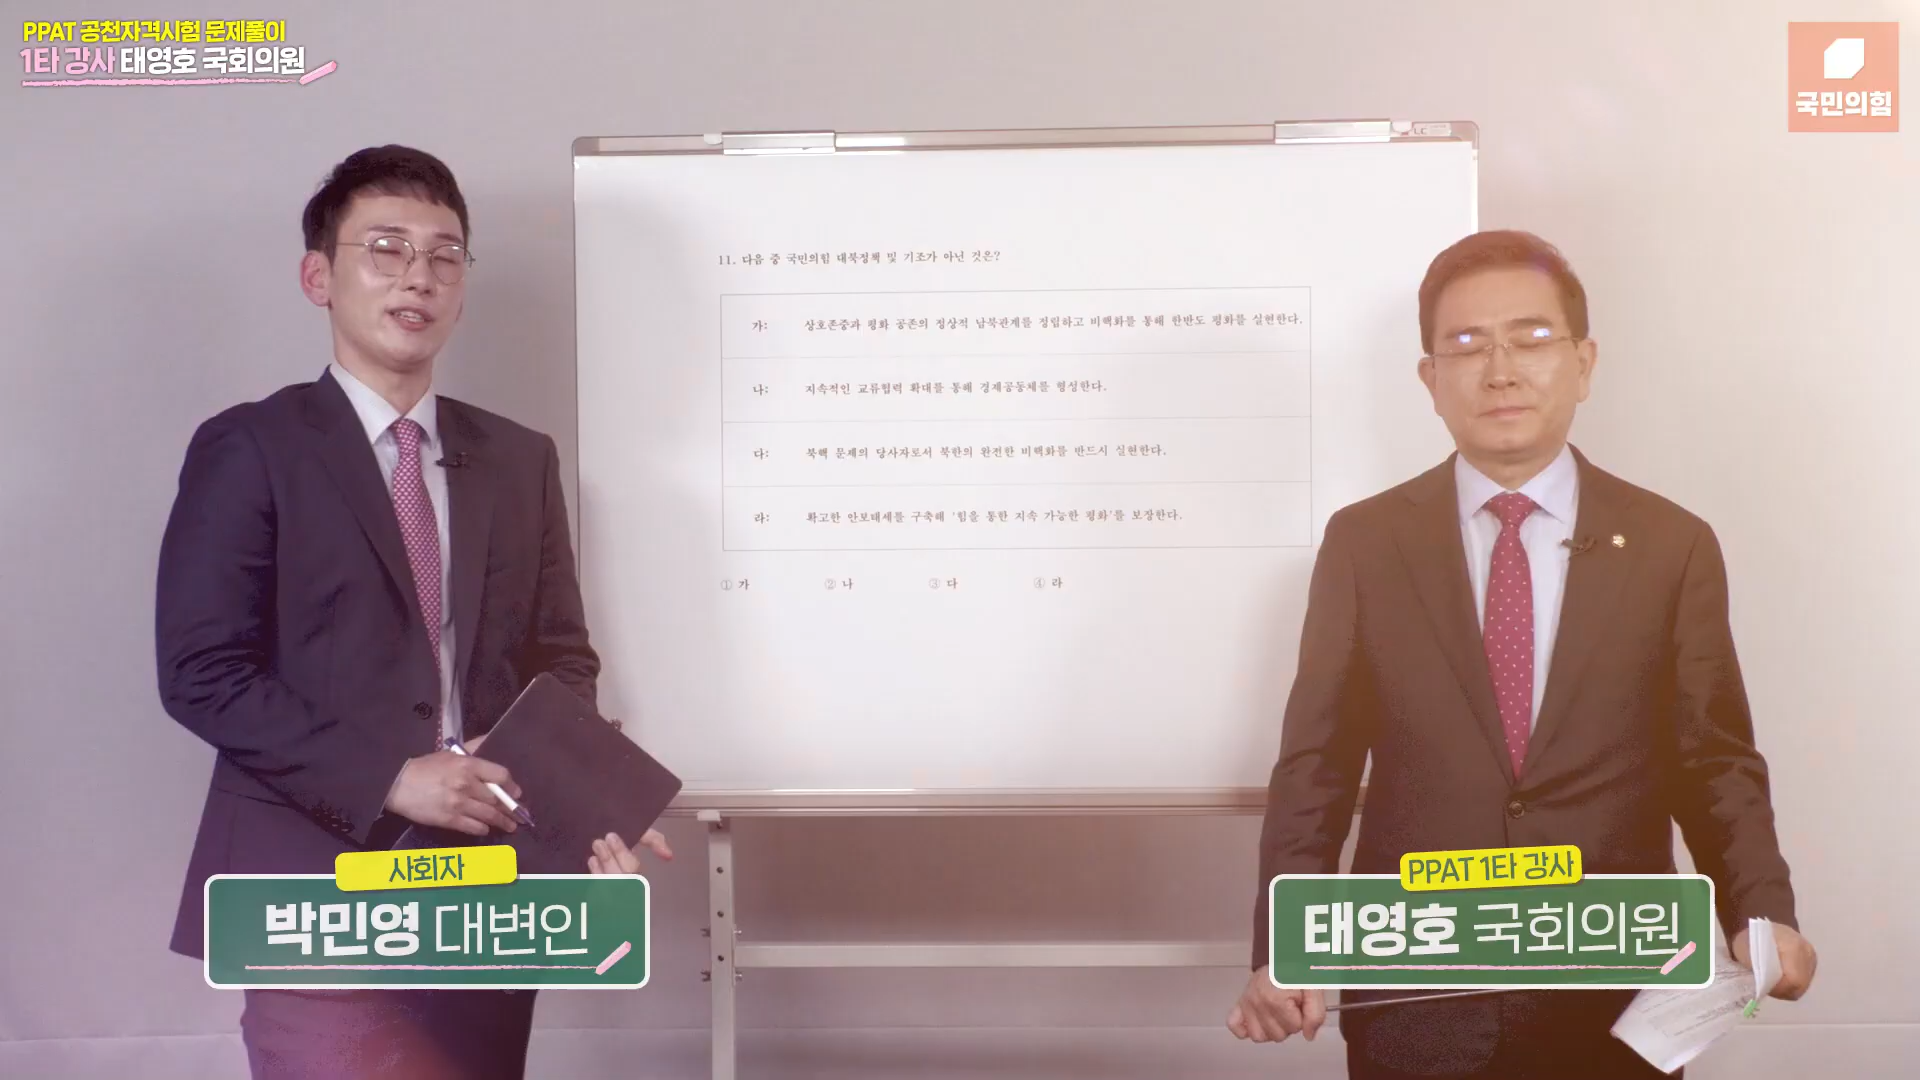 PPAT 공천자격시험 문제풀이
1타 강사 태영호 국회의원
국민의힘
11. 다음 중 국민의힘 대북정책 및 기조가 아닌 것은?
가: 상호존중과 평화 공존의 정상적 남북관계를 정립하고 비핵화를 통해 한반도 평화를 실현한다.
나: 지속적인 교류협력 확대를 통해 경제공동체를 형성한다.
다: 북핵 문제의 당사자로서 북한의 완전한 비핵화를 반드시 실현한다.
라: 확고한 안보태세를 구축해 '힘을 통한 지속 가능한 평화'를 보장한다.
① 가 ② 나 ③ 다 ④ 라
사회자
박민영 대변인
PPAT 1타 강사
태영호 국회의원